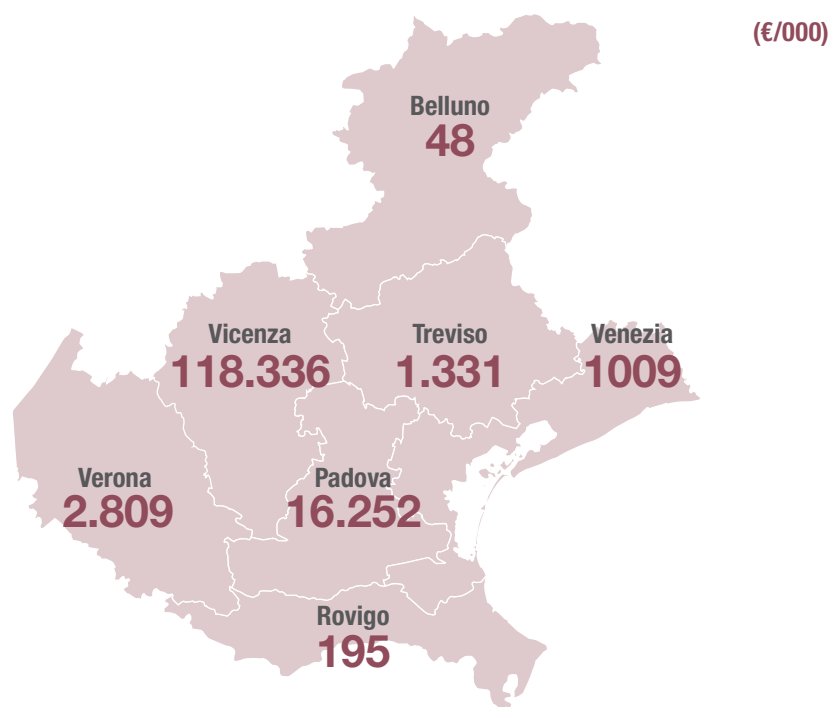 (€/000)
Belluno
48
Vicenza
118.336
Treviso
1.331
Venezia
1009
Verona
2.809
Padova
16.252
Rovigo
195